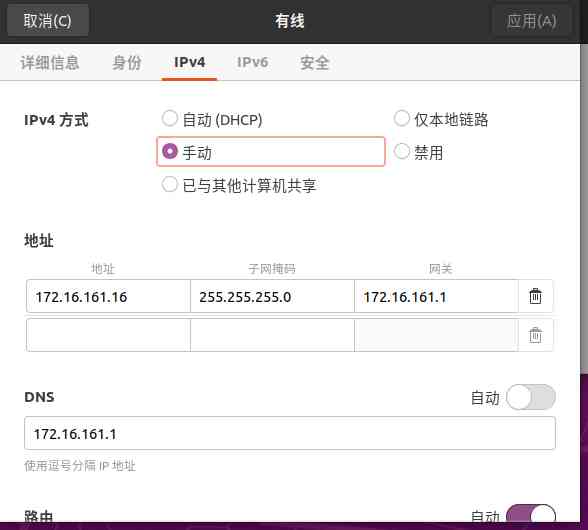 取消(C) 有线 应用(A)
详细信息 身份 IPv4 IPv6 安全
IPv4 方式 自动 (DHCP) 仅本地链路
手动 禁用
已与其他计算机共享
地址
地址 子网掩码 网关
172.16.161.16 255.255.255.0 172.16.161.1
DNS 自动
172.16.161.1
使用逗号分隔 IP 地址
路由 自动